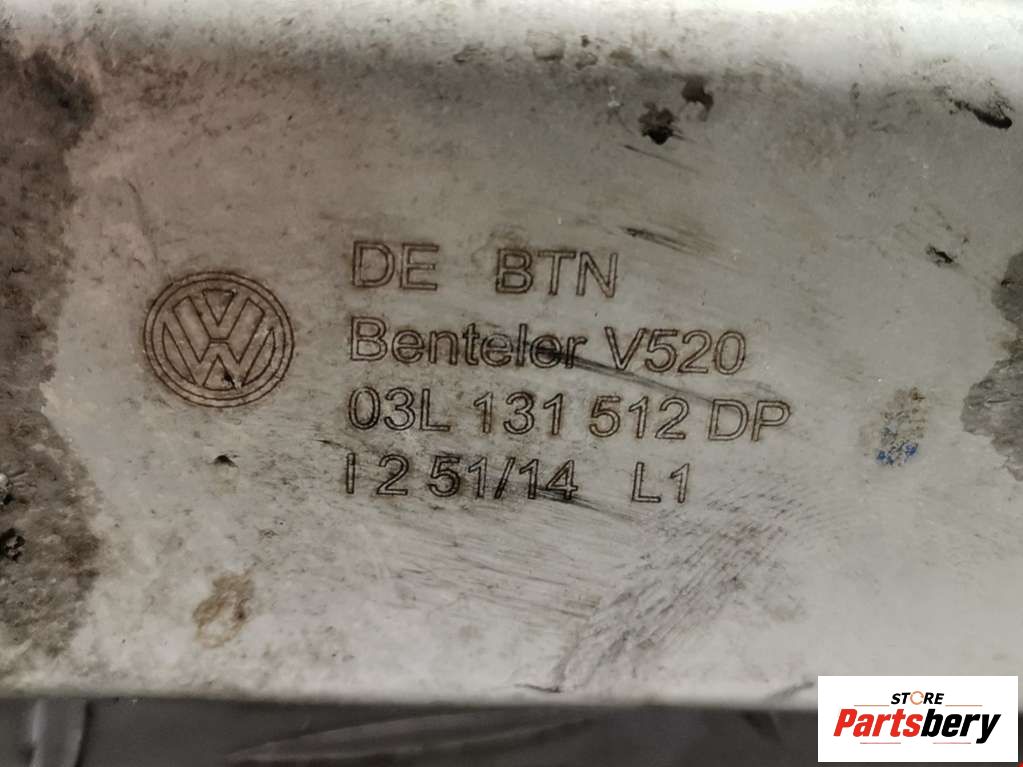 DE BTN
Benteler V520
03L 131 512 DP
I 2 51/14 L1
STORE
Partsbery